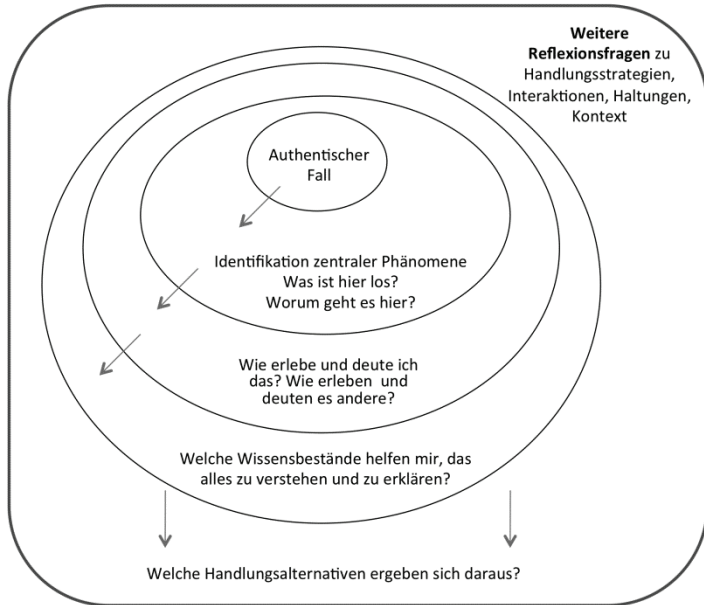 Weitere
Reflexionsfragen zu
Handlungsstrategien,
Interaktionen, Haltungen,
Kontext
Authentischer
Fall
Identifikation zentraler Phänomene
Was ist hier los?
Worum geht es hier?
Wie erlebe und deute ich
das? Wie erleben und
deuten es andere?
Welche Wissensbestände helfen mir, das
alles zu verstehen und zu erklären?
Welche Handlungsalternativen ergeben sich daraus?